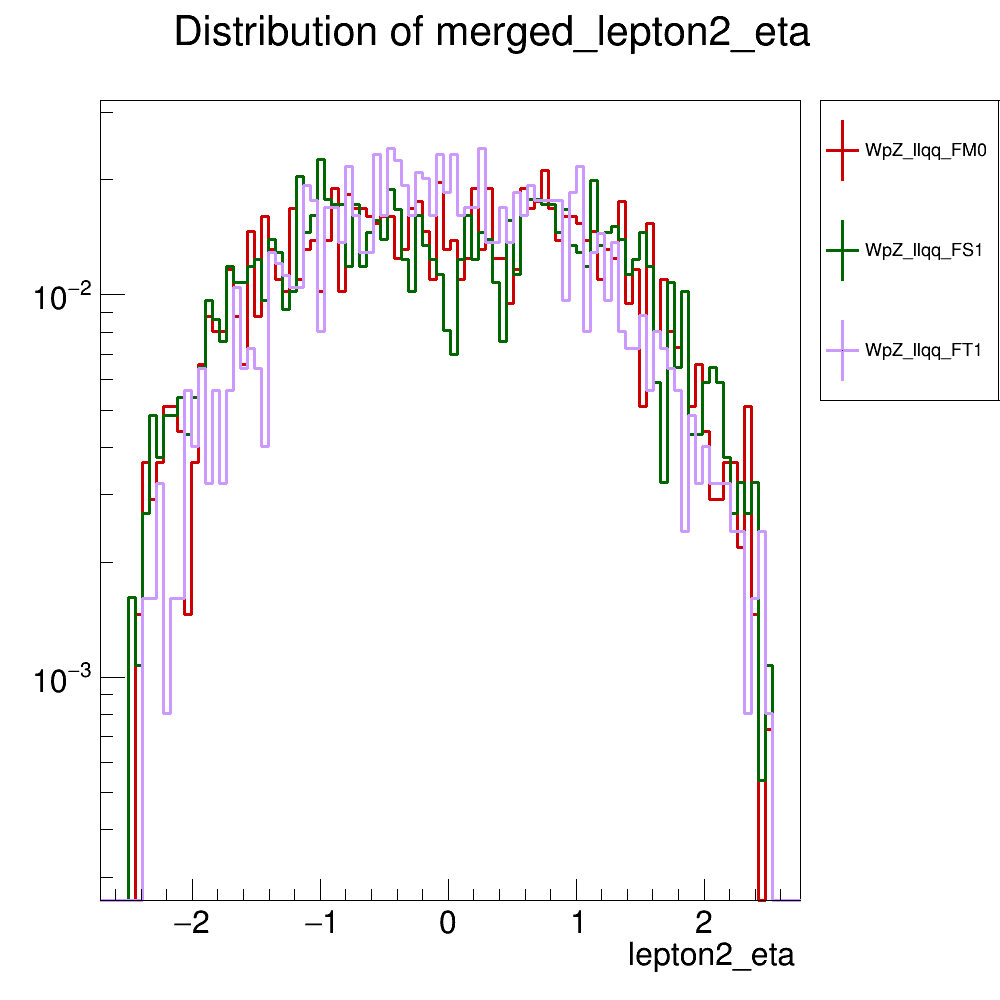 Distribution of merged_lepton2_eta
WpZ_llqq_FM0
WpZ_llqq_FS1
WpZ_llqq_FT1
10−2
10−3
−2 −1 0 1 2
lepton2_eta